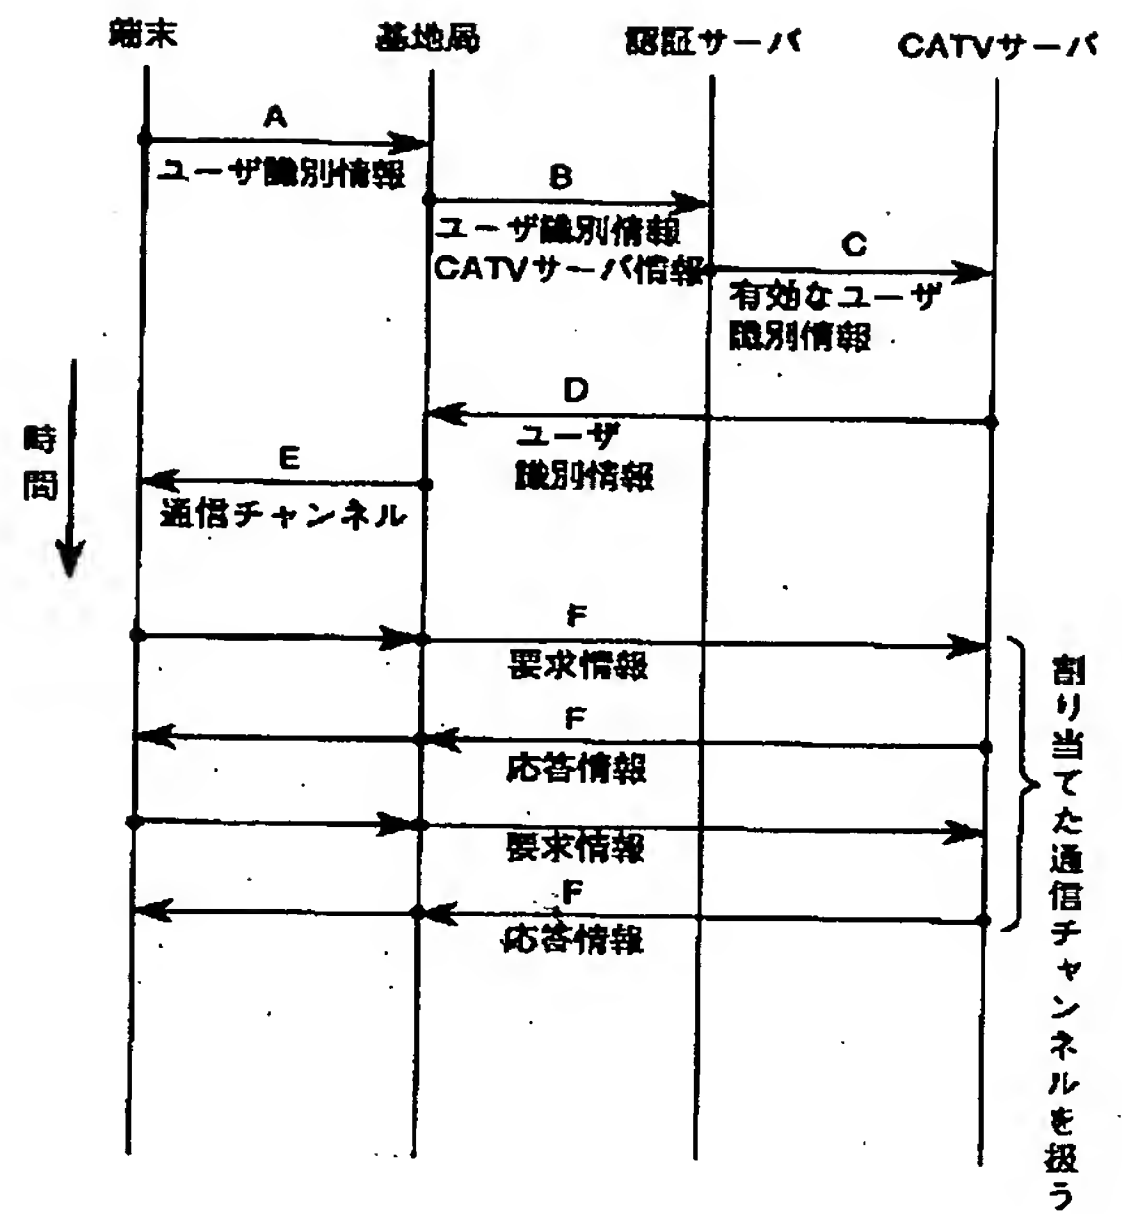 端末
基地局
認証サーバ
CATVサーバ
A
ユーザ識別情報
B
ユーザ識別情報
CATVサーバ情報
C
有効なユーザ
識別情報
D
ユーザ
識別情報
時間
E
通信チャンネル
F
要求情報
F
応答情報
要求情報
F
応答情報
割り当てた通信チャンネルを扱う